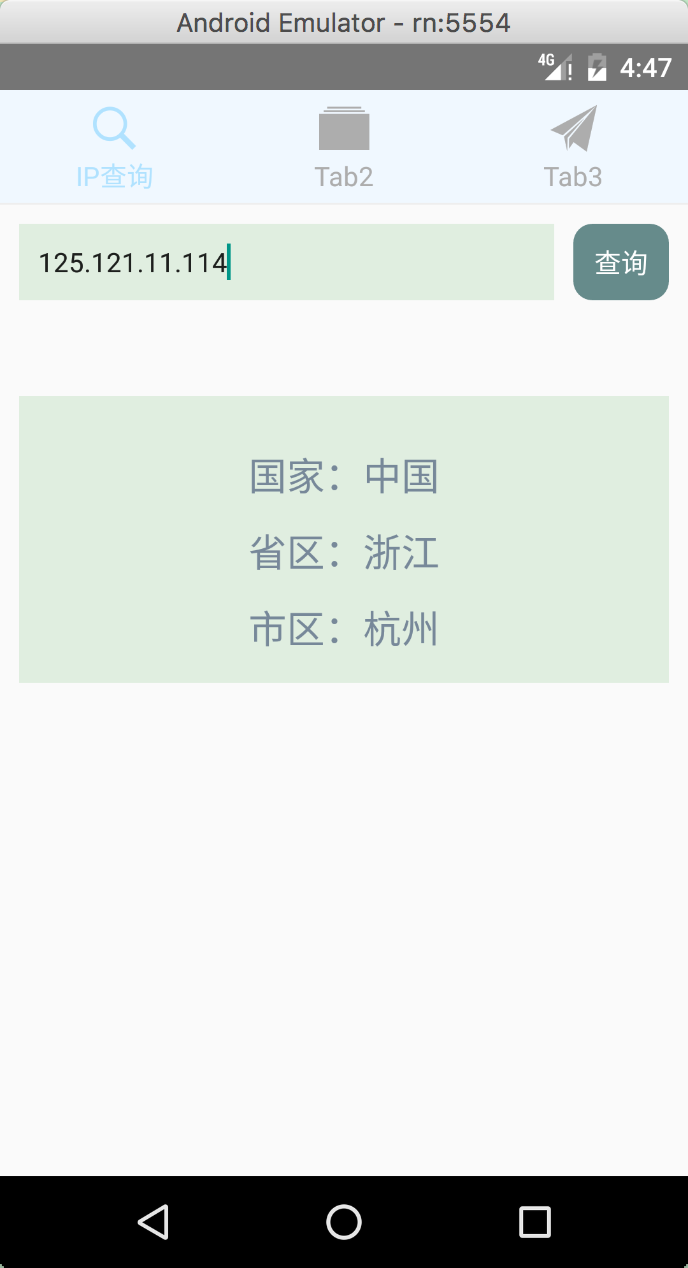 Android Emulator - rn:5554
4G 4:47
IP查询 Tab2 Tab3
125.121.11.114 查询
国家：中国
省区：浙江
市区：杭州